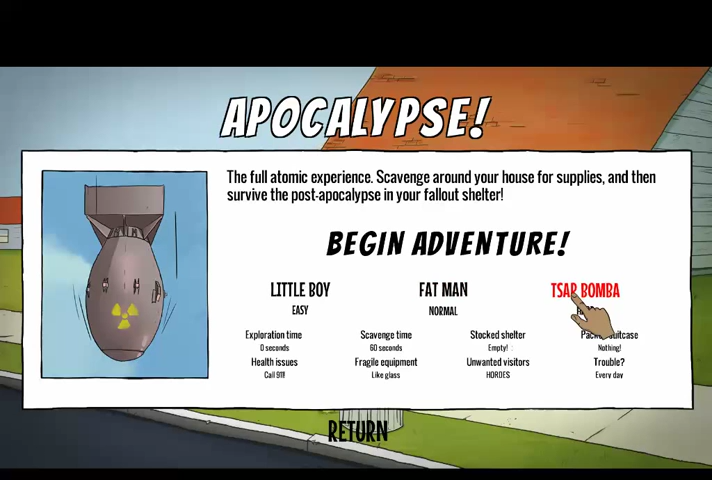 APOCALYPSE!
The full atomic experience. Scavenge around your house for supplies, and then
survive the post-apocalypse in your fallout shelter!
BEGIN ADVENTURE!
LITTLE BOY FAT MAN TSAR BOMBA
EASY NORMAL
Exploration time Scavenge time Stocked shelter
0 seconds 60 seconds Empty! Nothing!
Health issues Fragile equipment Unwanted visitors Trouble?
Call 911! Like glass HORDES Every day
RETURN